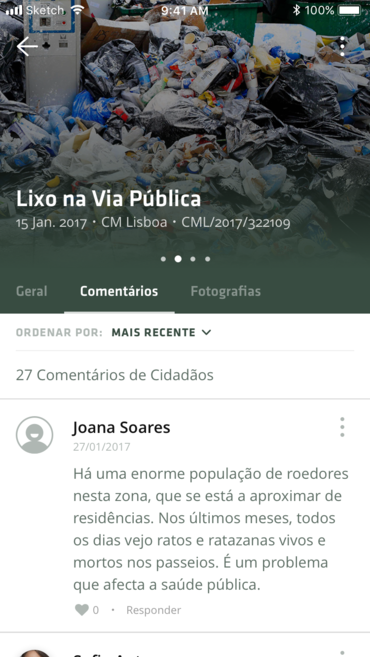 Sketch 9:41 AM 100%
Lixo na Via Pública
15 Jan. 2017 • CM Lisboa • CML/2017/322109
Geral Comentários Fotografias
ORDENAR POR: MAIS RECENTE
27 Comentários de Cidadãos
Joana Soares
27/01/2017
Há uma enorme população de roedores
nesta zona, que se está a aproximar de
residências. Nos últimos meses, todos
os dias vejo ratos e ratazanas vivos e
mortos nos passeios. É um problema
que afecta a saúde pública.
0 • Responder